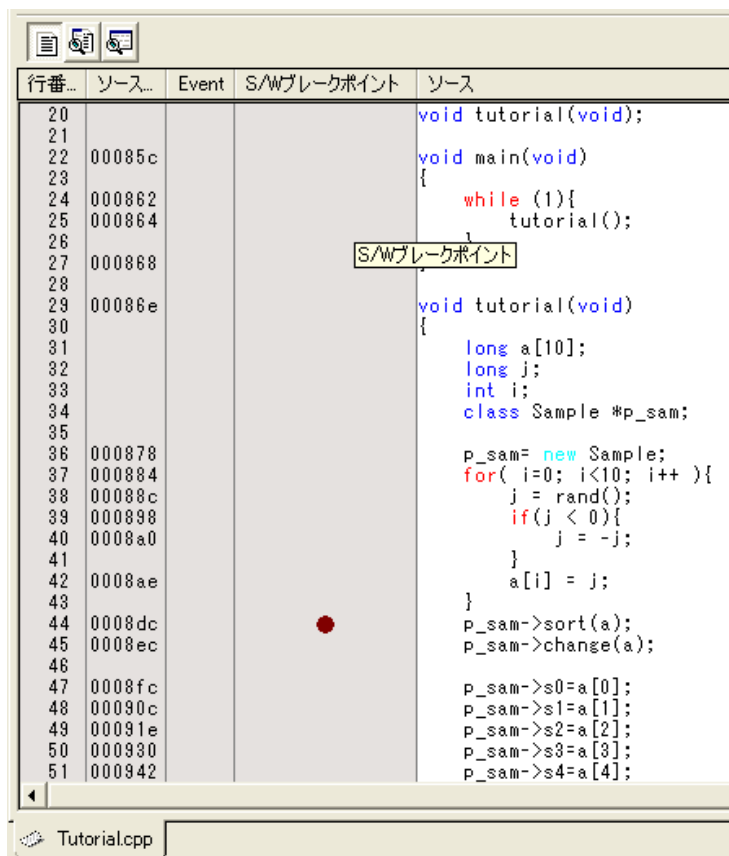 行番... ソース... Event S/Wブレークポイント ソース
20 void tutorial(void);
21
22 00085c void main(void)
23 {
24 000862 while (1){
25 000864 tutorial();
26 }
S/Wブレークポイント
27 000868
28
29 00086e void tutorial(void)
30 {
31 long a[10];
32 long j;
33 int i;
34 class Sample *p_sam;
35
36 000878 p_sam= new Sample;
37 000884 for( i=0; i<10; i++ ){
38 00088c j = rand();
39 000898 if(j < 0){
40 0008a0 j = -j;
41 }
42 0008ae a[i] = j;
43 }
44 0008dc p_sam->sort(a);
45 0008ec p_sam->change(a);
46
47 0008fc p_sam->s0=a[0];
48 00090c p_sam->s1=a[1];
49 00091e p_sam->s2=a[2];
50 000930 p_sam->s3=a[3];
51 000942 p_sam->s4=a[4];
Tutorial.cpp